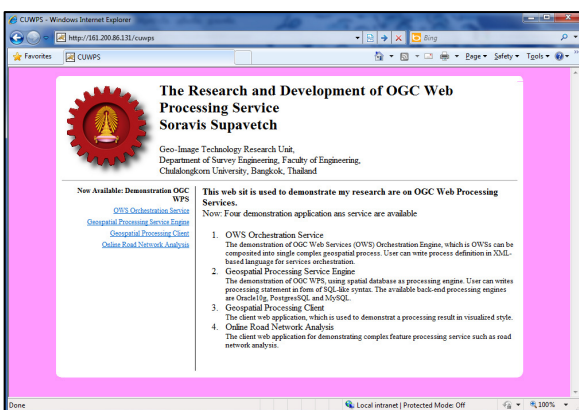 CUWPS - Windows Internet Explorer
http://161.200.86.131/cuwps
Bing
Favorites
CUWPS
Page
Safety
Tools
The Research and Development of OGC Web
Processing Service
Soravis Supavetch
Geo-Image Technology Research Unit,
Department of Survey Engineering, Faculty of Engineering,
Chulalongkorn University, Bangkok, Thailand
Now Available: Demonstration OGC
WPS
OWS Orchestration Service
Geospatial Processing Service Engine
Geospatial Processing Client
Online Road Network Analysis
This web sit is used to demonstrate my research are on OGC Web Processing
Services.
Now: Four demonstration application ans service are available
1. OWS Orchestration Service
The demonstration of OGC Web Services (OWS) Orchestration Engine, which is OWSs can be
composited into single complex geospatial process. User can write process definition in XML-
based language for services orchestration.
2. Geospatial Processing Service Engine
The demonstration of OGC WPS, using spatial database as processing engine. User can writes
processing statement in form of SQL-like syntax. The available back-end processing engines
are Oracle10g, PostgresSQL and MySQL.
3. Geospatial Processing Client
The client web application, which is used to demonstrat a processing result in visualized style.
4. Online Road Network Analysis
The client web application for demonstrating complex feature processing service such as road
network analysis.
Done
Local intranet | Protected Mode: Off
100%